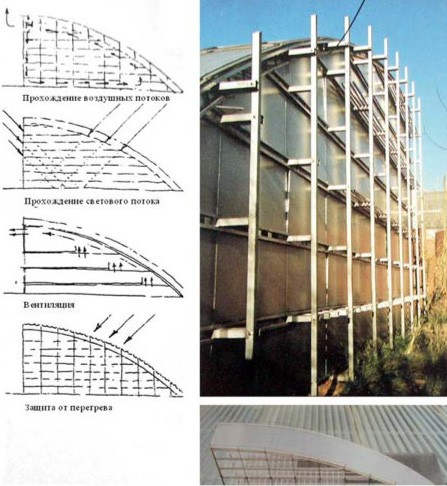 Прохождение воздушных потоков
Прохождение светового потока
Вентиляция
Защита от перегрева